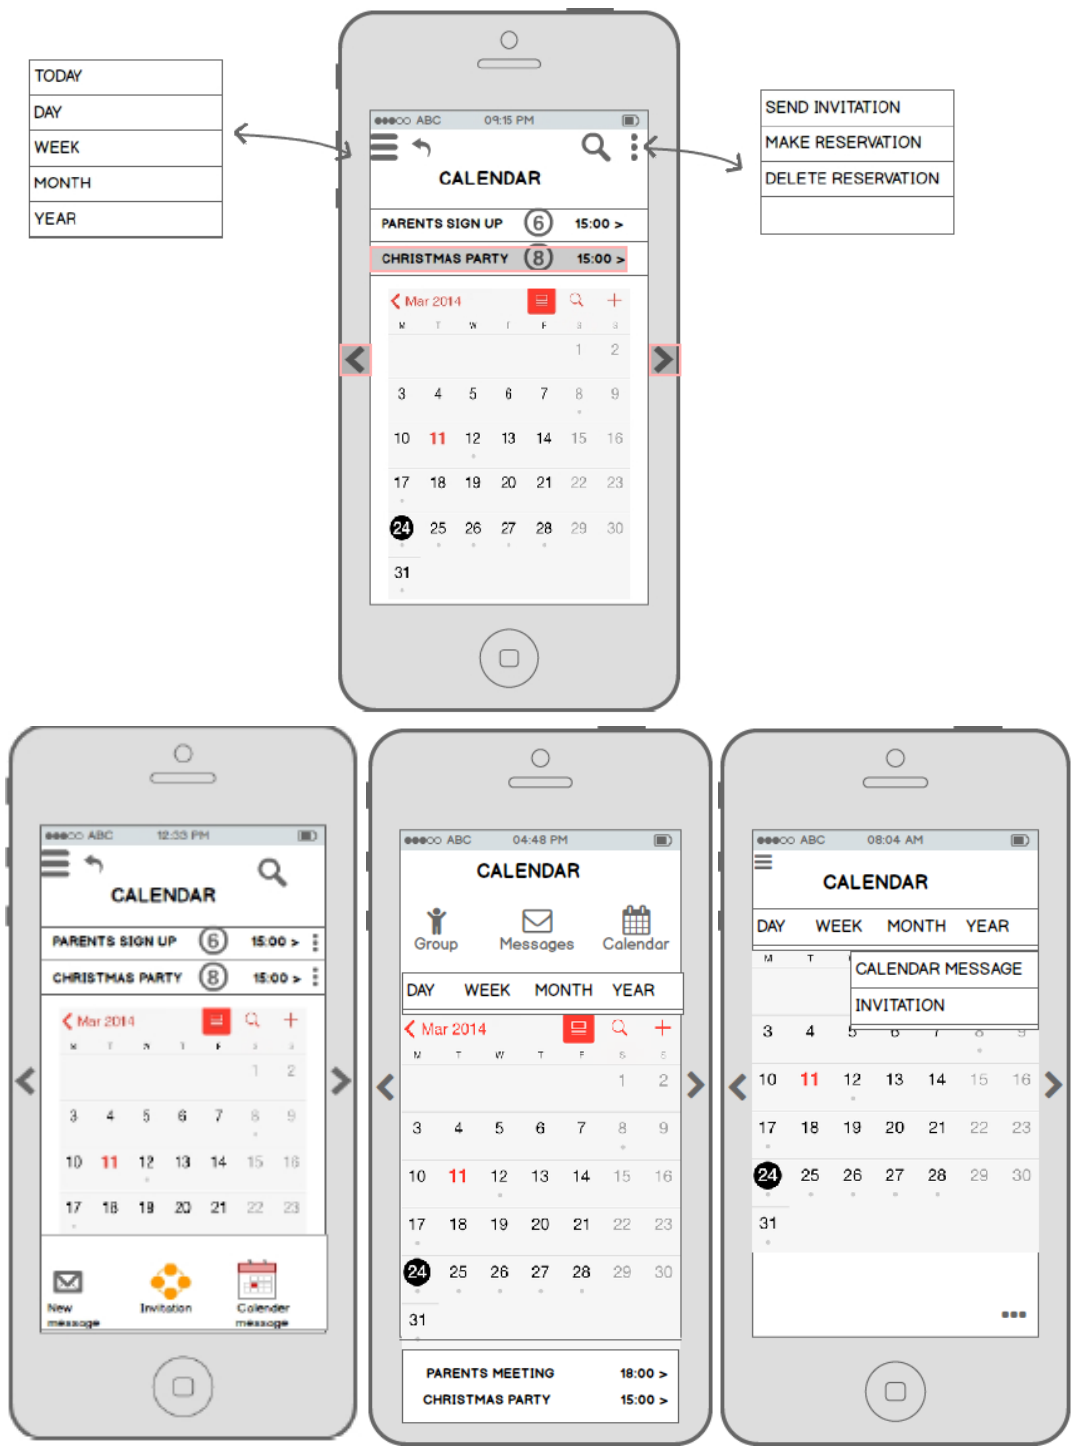 TODAY
DAY
WEEK
MONTH
YEAR
ABC 09:15 PM
CALENDAR
PARENTS SIGN UP 6 15:00 >
CHRISTMAS PARTY 8 15:00 >
Mar 2014
M T W T F S S
1 2
3 4 5 6 7 8 9
10 11 12 13 14 15 16
17 18 19 20 21 22 23
24 25 26 27 28 29 30
31
SEND INVITATION
MAKE RESERVATION
DELETE RESERVATION
ABC 12:33 PM
CALENDAR
PARENTS SIGN UP 6 15:00 >
CHRISTMAS PARTY 8 15:00 >
Mar 2014
M T W T F S S
1 2
3 4 5 6 7 8 9
10 11 12 13 14 15 16
17 18 19 20 21 22 23
New message
Invitation
Calender message
ABC 04:48 PM
CALENDAR
Group Messages Calendar
DAY WEEK MONTH YEAR
Mar 2014
M T W T F S S
1 2
3 4 5 6 7 8 9
10 11 12 13 14 15 16
17 18 19 20 21 22 23
24 25 26 27 28 29 30
31
PARENTS MEETING 18:00 >
CHRISTMAS PARTY 15:00 >
ABC 08:04 AM
CALENDAR
DAY WEEK MONTH YEAR
M T
CALENDAR MESSAGE
INVITATION
3 4 5 6 7 8 9
10 11 12 13 14 15 16
17 18 19 20 21 22 23
24 25 26 27 28 29 30
31